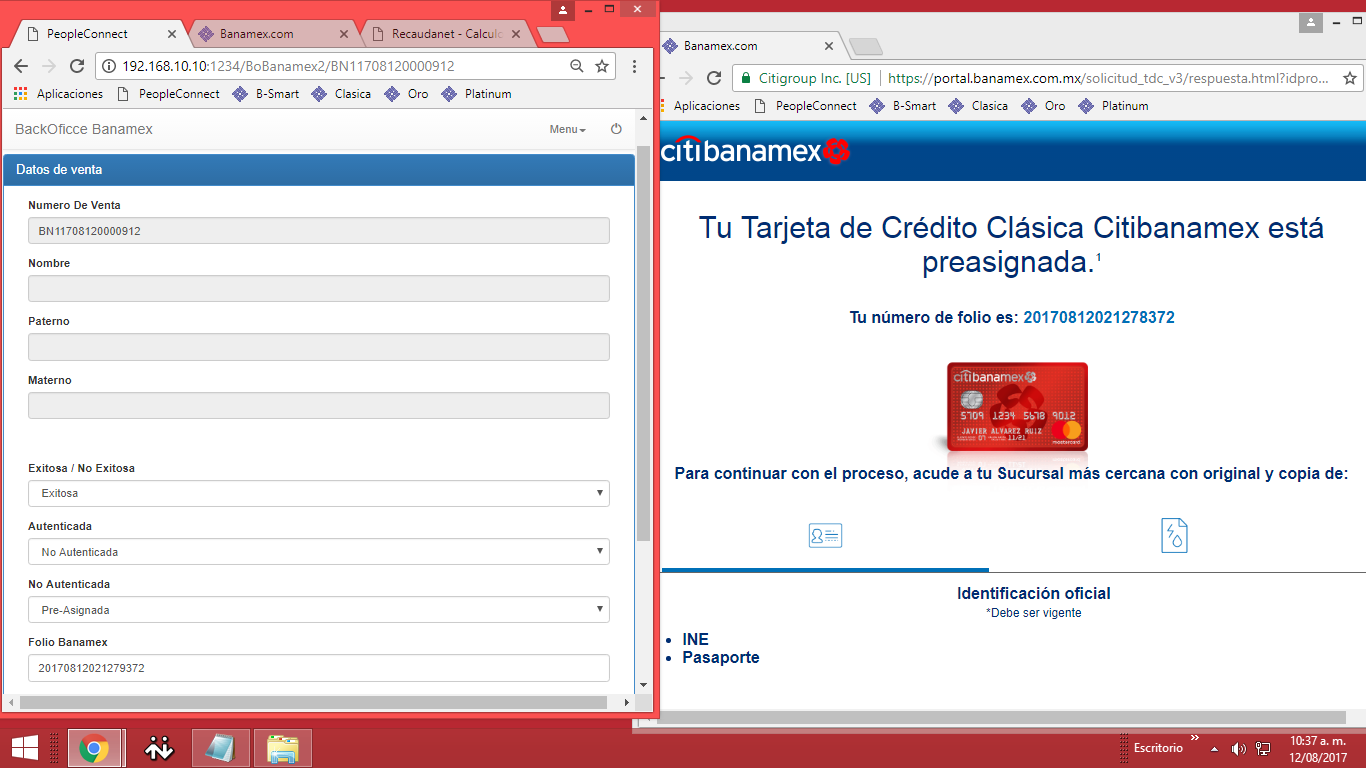 PeopleConnect
Banamex.com
Recaudanet - Calculo
192.168.10.10:1234/BoBanamex2/BN11708120000912
Aplicaciones
PeopleConnect
B-Smart
Clasica
Oro
Platinum
BackOficce Banamex
Menu
Datos de venta
Numero De Venta
BN11708120000912
Nombre
Paterno
Materno
Exitosa / No Exitosa
Exitosa
Autenticada
No Autenticada
No Autenticada
Pre-Asignada
Folio Banamex
20170812021279372
Banamex.com
Citigroup Inc. [US]
https://portal.banamex.com.mx/solicitud_tdc_v3/respuesta.html?idpro...
Aplicaciones
PeopleConnect
B-Smart
Clasica
Oro
Platinum
citibanamex
Tu Tarjeta de Crédito Clásica Citibanamex está
preasignada.1
Tu número de folio es: 20170812021278372
citibanamex
5709 1234 5678 9012
11/21
JAVIER ALVAREZ RUIZ
mastercard
Para continuar con el proceso, acude a tu Sucursal más cercana con original y copia de:
Identificación oficial
*Debe ser vigente
• INE
• Pasaporte
Escritorio
10:37 a. m.
12/08/2017